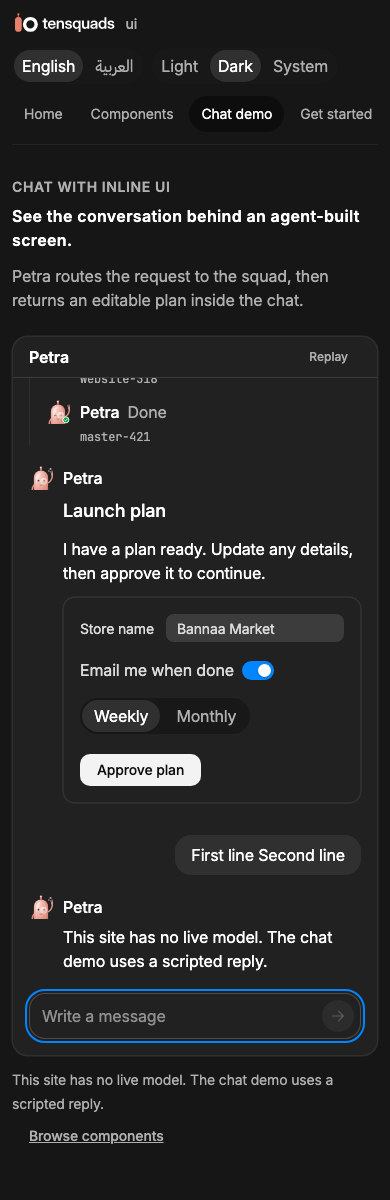 tensquads ui
English العربية Light Dark System
Home Components Chat demo Get started
CHAT WITH INLINE UI
See the conversation behind an agent-built
screen.
Petra routes the request to the squad, then
returns an editable plan inside the chat.
Petra Replay
website-318
Petra Done
master-421
Petra
Launch plan
I have a plan ready. Update any details,
then approve it to continue.
Store name Bannaa Market
Email me when done
Weekly Monthly
Approve plan
First line Second line
Petra
This site has no live model. The chat
demo uses a scripted reply.
Write a message
This site has no live model. The chat demo uses a
scripted reply.
Browse components